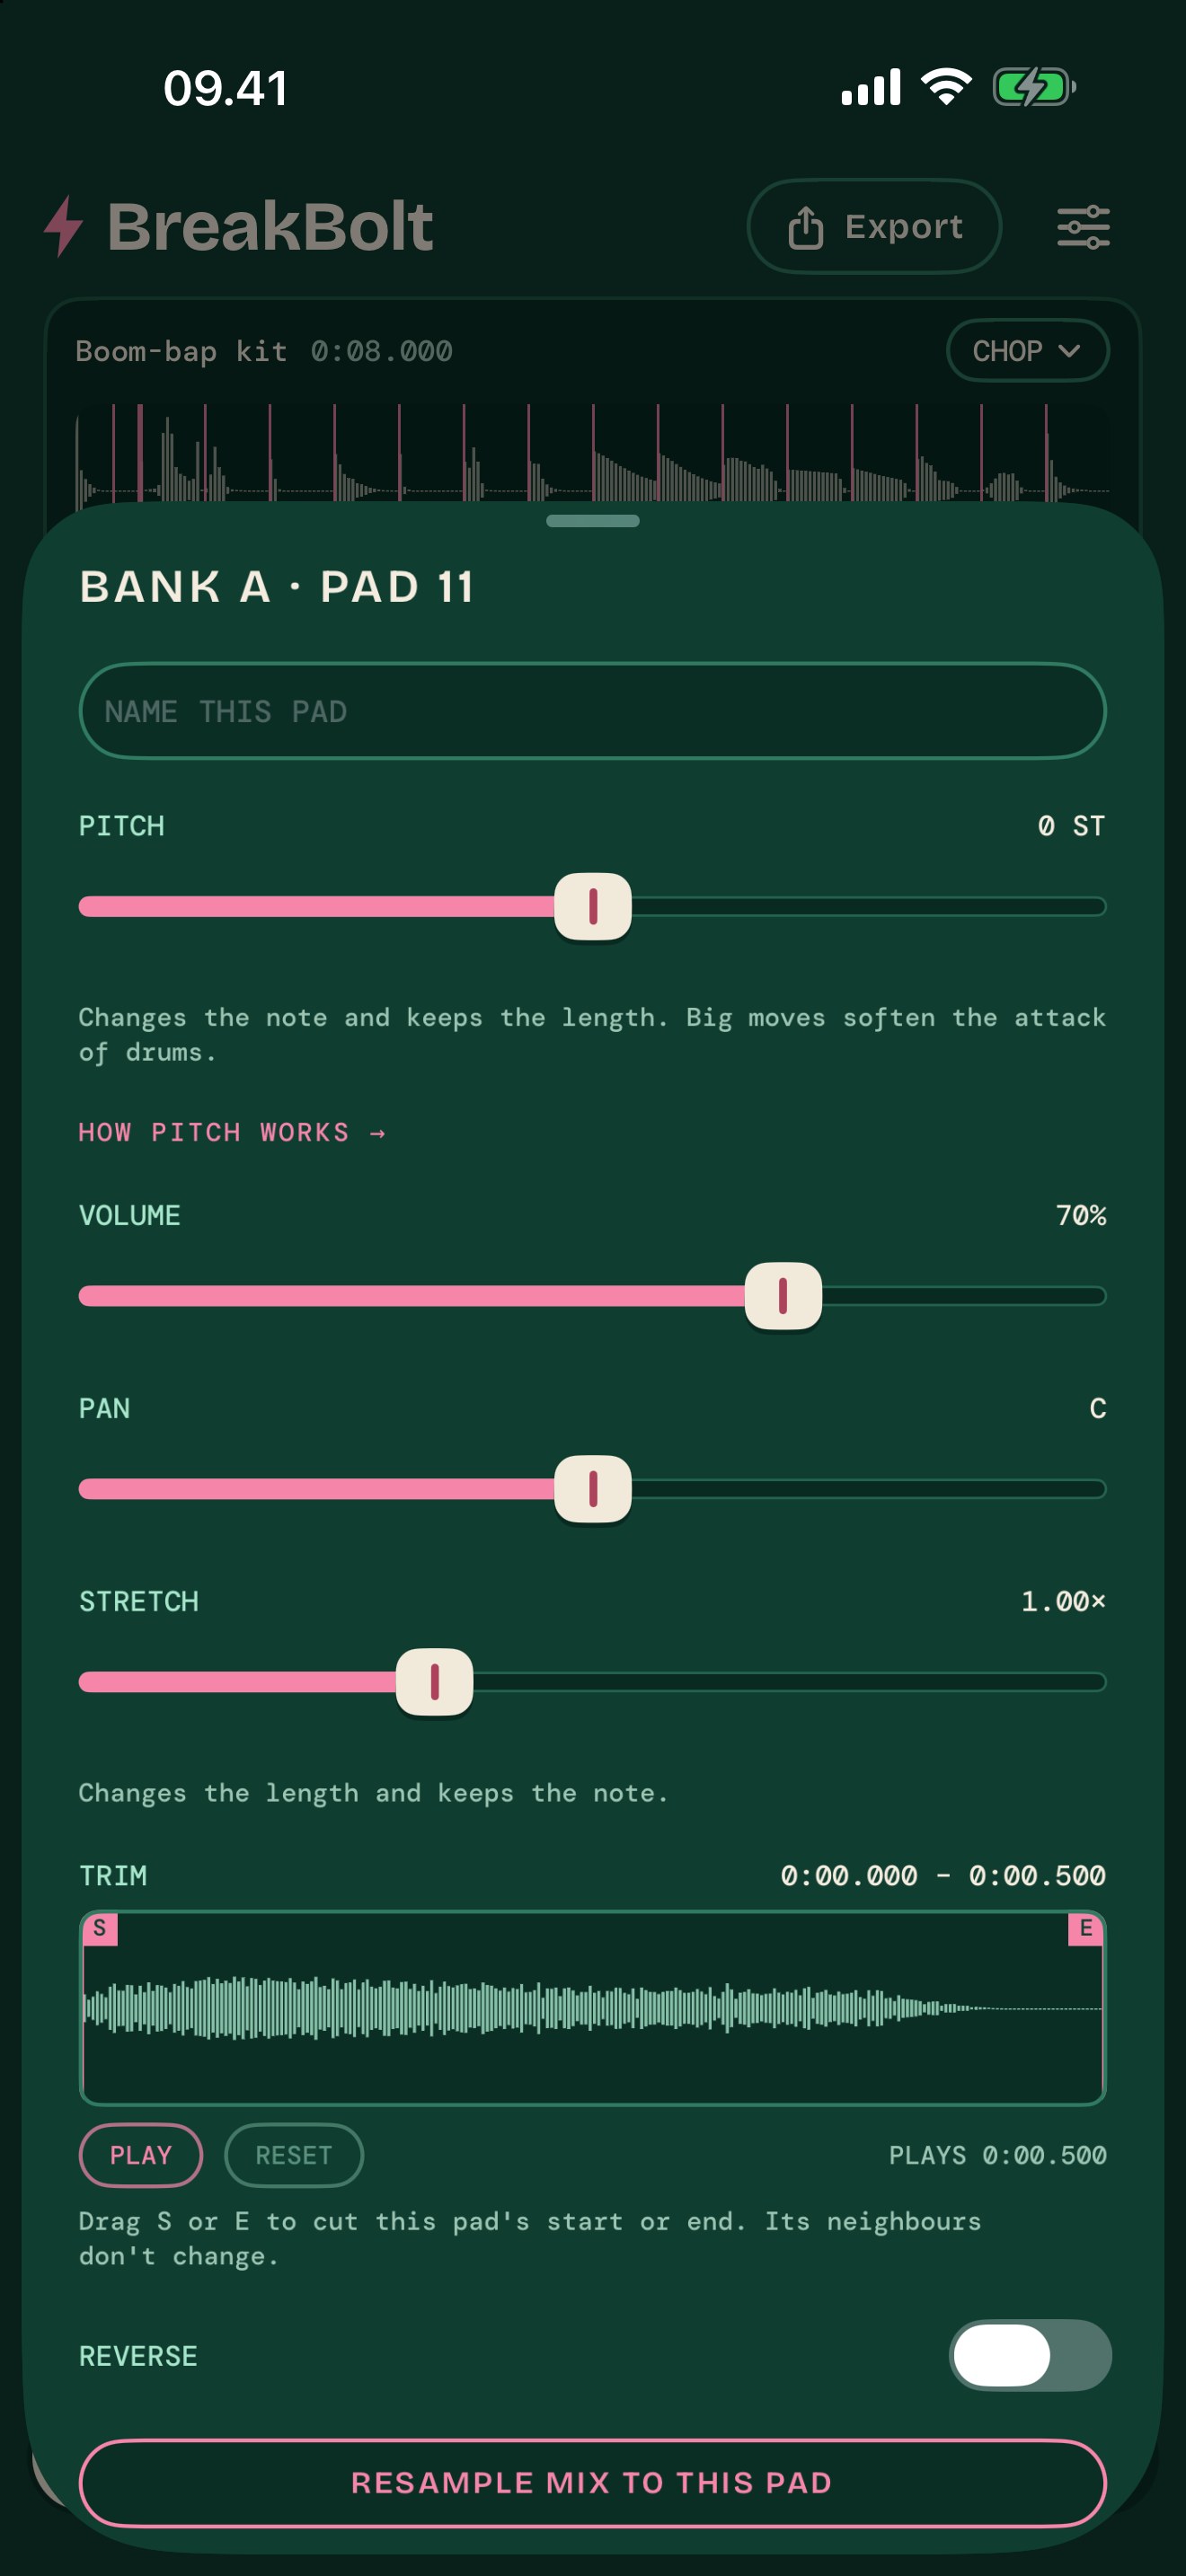 09.41
BreakBolt
Export
Boom-bap kit 0:08.000
CHOP
BANK A · PAD 11
NAME THIS PAD
PITCH
0 ST
Changes the note and keeps the length. Big moves soften the attack
of drums.
HOW PITCH WORKS →
VOLUME
70%
PAN
C
STRETCH
1.00×
Changes the length and keeps the note.
TRIM
0:00.000 – 0:00.500
S
E
PLAY
RESET
PLAYS 0:00.500
Drag S or E to cut this pad's start or end. Its neighbours
don't change.
REVERSE
RESAMPLE MIX TO THIS PAD